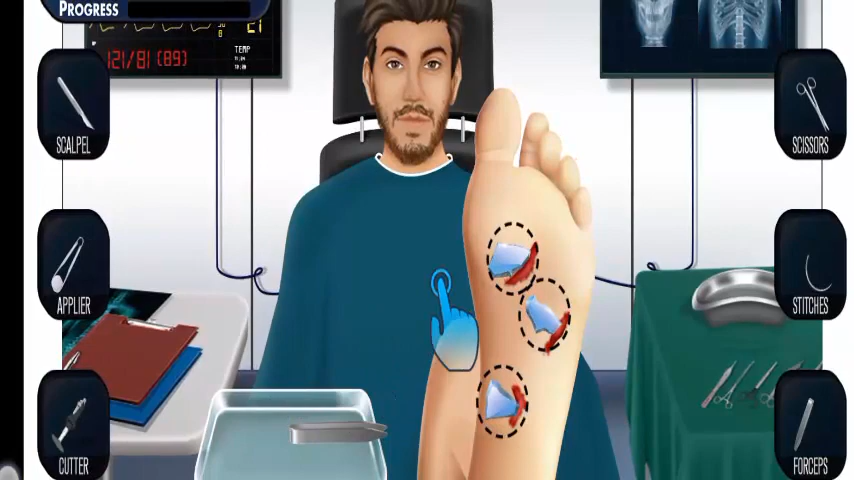 PROGRESS
121/81 (89)
TEMP
SCALPEL
SCISSORS
APPLIER
STITCHES
CUTTER
FORCEPS